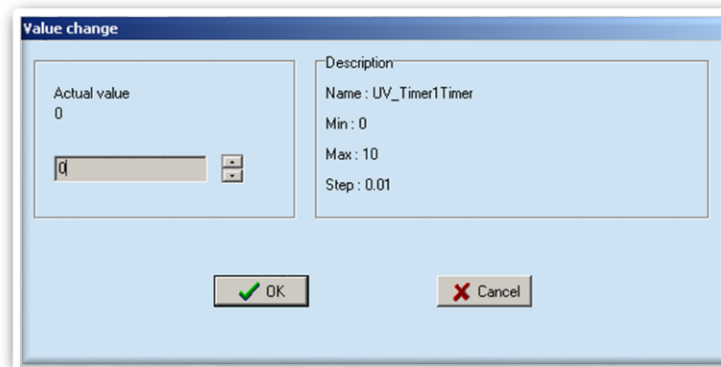 Value change
Actual value
0
0
Description
Name : UV_Timer1Timer
Min : 0
Max : 10
Step : 0.01
OK
Cancel